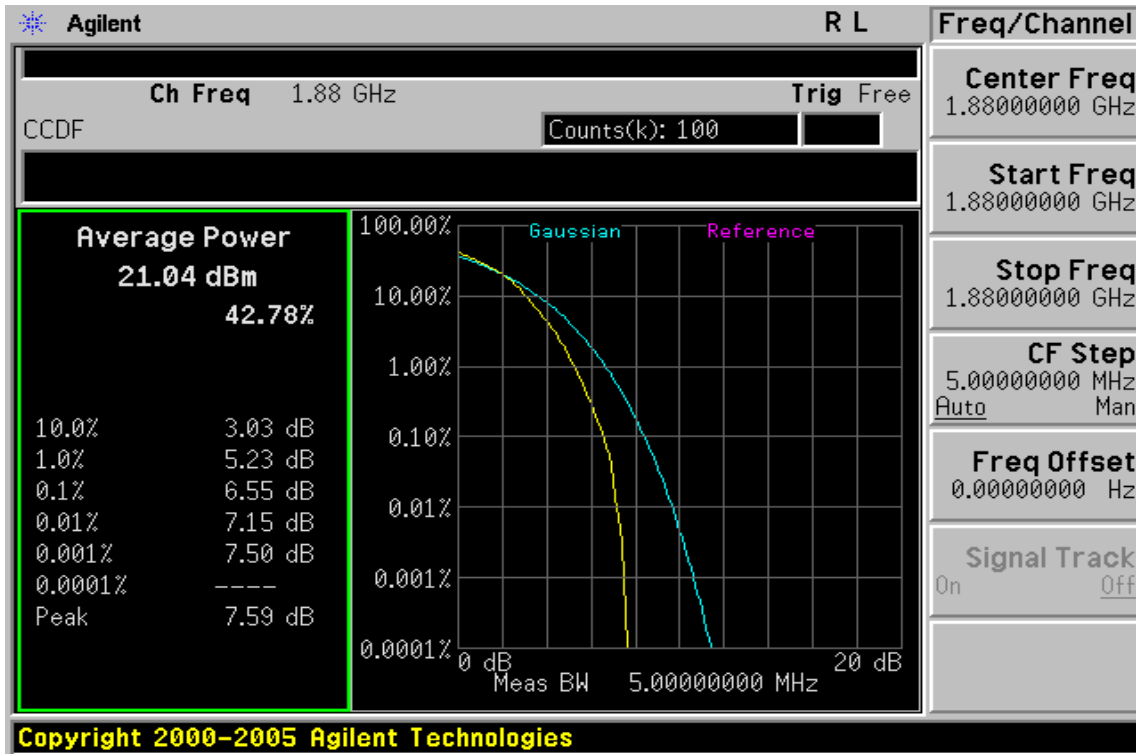 Agilent R L Freq/Channel
Ch Freq 1.88 GHz Trig Free
CCDF Counts(k): 100
Average Power
21.04 dBm
42.78%
10.0% 3.03 dB
1.0% 5.23 dB
0.1% 6.55 dB
0.01% 7.15 dB
0.001% 7.50 dB
0.0001% ----
Peak 7.59 dB
Gaussian Reference
100.00%
10.00%
1.00%
0.10%
0.01%
0.001%
0.0001%
0 dB 20 dB
Meas BW 5.00000000 MHz
Center Freq
1.88000000 GHz
Start Freq
1.88000000 GHz
Stop Freq
1.88000000 GHz
CF Step
5.00000000 MHz
Auto Man
Freq Offset
0.00000000 Hz
Signal Track
On Off
Copyright 2000-2005 Agilent Technologies